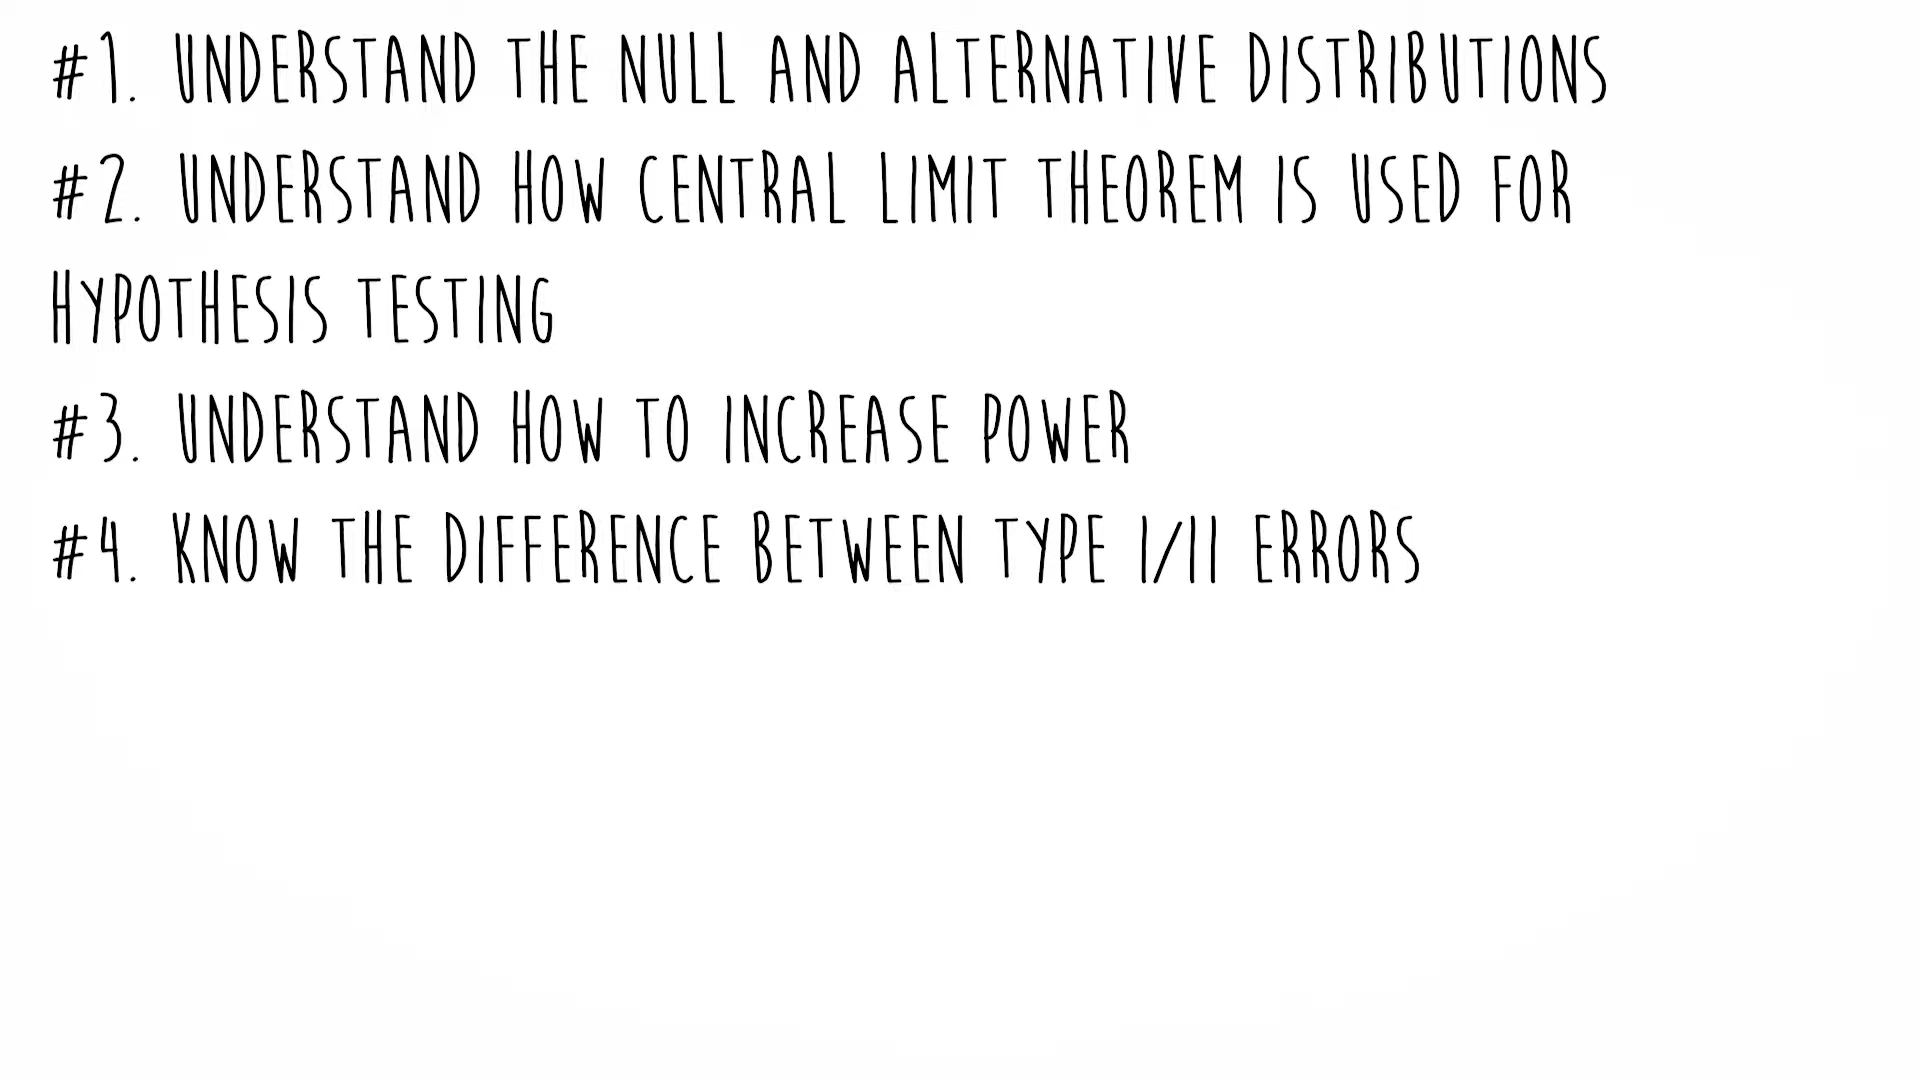 #1. UNDERSTAND THE NULL AND ALTERNATIVE DISTRIBUTIONS
#2. UNDERSTAND HOW CENTRAL LIMIT THEOREM IS USED FOR
HYPOTHESIS TESTING
#3. UNDERSTAND HOW TO INCREASE POWER
#4. KNOW THE DIFFERENCE BETWEEN TYPE I/II ERRORS